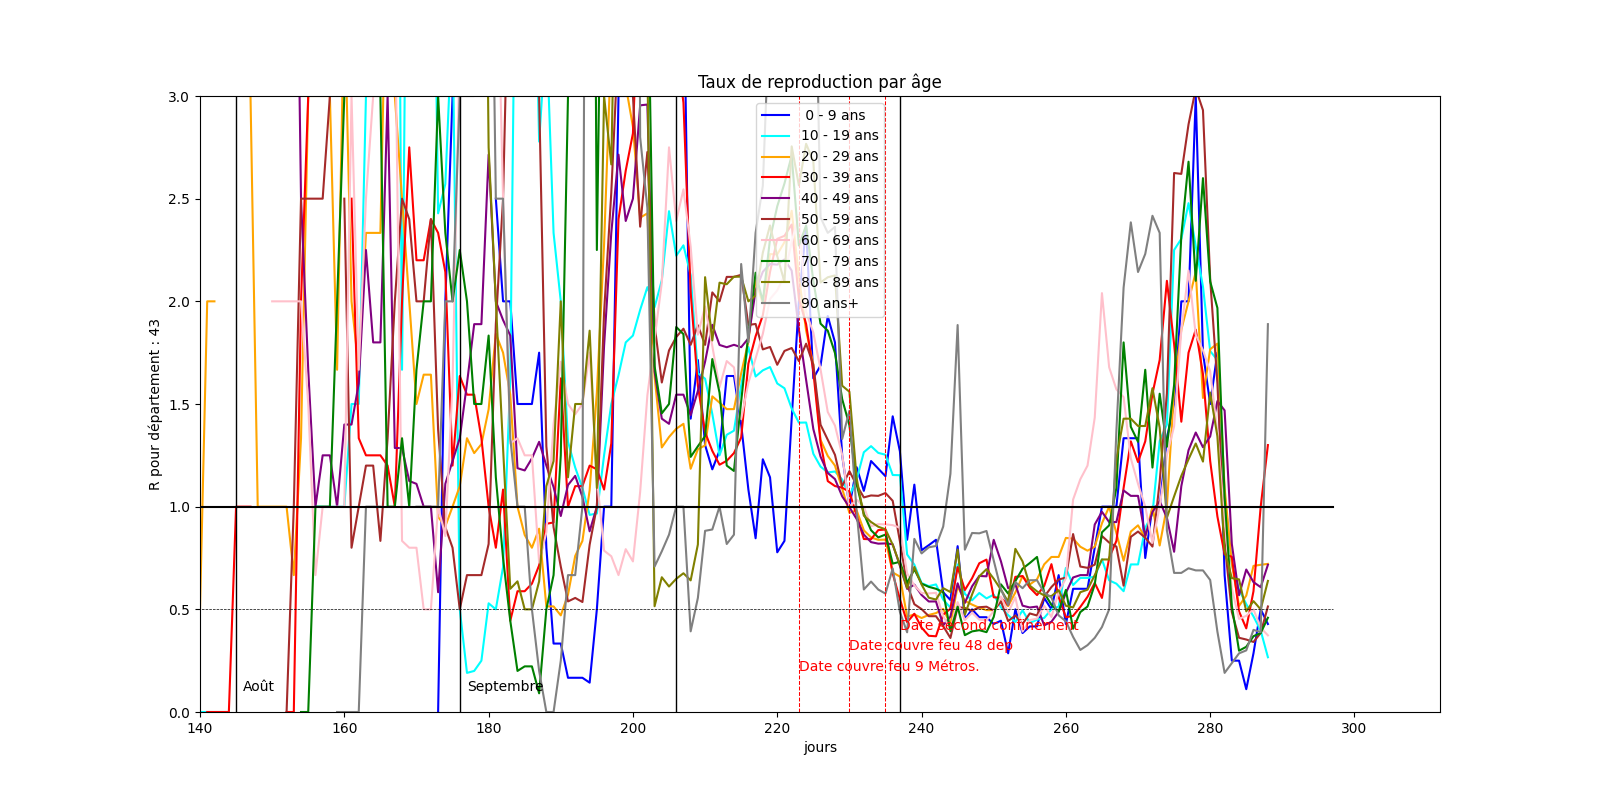 Taux de reproduction par âge
3.0
2.5
2.0
1.5
1.0
0.5
0.0
R pour département : 43
0 - 9 ans
10 - 19 ans
20 - 29 ans
30 - 39 ans
40 - 49 ans
50 - 59 ans
60 - 69 ans
70 - 79 ans
80 - 89 ans
90 ans+
Date second confinement
Date couvre feu 48 dep
Date couvre feu 9 Métros.
Août
Septembre
140
160
180
200
220
240
260
280
300
jours